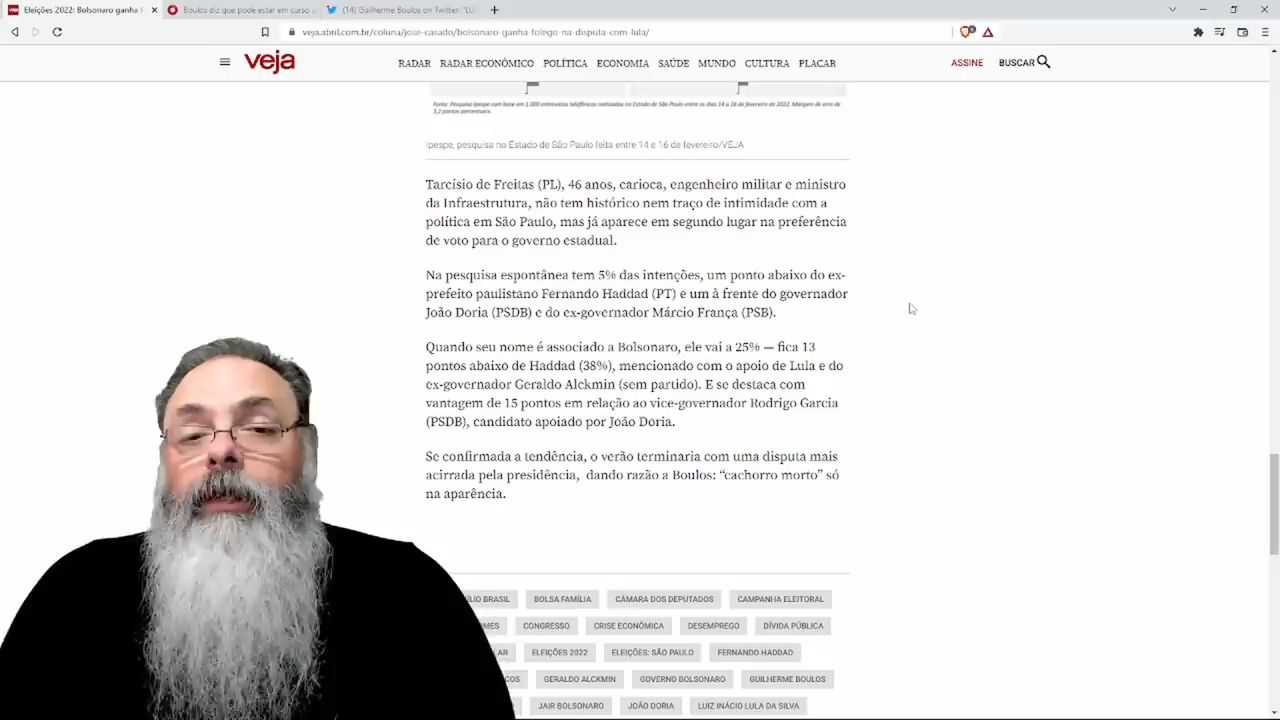 Eleições 2022: Bolsonaro ganha f
Boulos diz que pode estar em curso u
(14) Guilherme Boulos on Twitter: "LU
veja.abril.com.br/coluna/jose-casado/bolsonaro-ganha-folego-na-disputa-com-lula/
veja
RADAR RADAR ECONÔMICO POLÍTICA ECONOMIA SAÚDE MUNDO CULTURA PLACAR
ASSINE BUSCAR
Fonte: Pesquisa Ipespe com base em 1.000 entrevistas telefônicas realizadas no Estado de São Paulo entre os dias 14 a 16 de fevereiro de 2022. Margem de erro de
3,2 pontos percentuais.
Ipespe, pesquisa no Estado de São Paulo feita entre 14 e 16 de fevereiro/VEJA
Tarcísio de Freitas (PL), 46 anos, carioca, engenheiro militar e ministro
da Infraestrutura, não tem histórico nem traço de intimidade com a
política em São Paulo, mas já aparece em segundo lugar na preferência
de voto para o governo estadual.
Na pesquisa espontânea tem 5% das intenções, um ponto abaixo do ex-
prefeito paulistano Fernando Haddad (PT) e um à frente do governador
João Doria (PSDB) e do ex-governador Márcio França (PSB).
Quando seu nome é associado a Bolsonaro, ele vai a 25% — fica 13
pontos abaixo de Haddad (38%), mencionado com o apoio de Lula e do
ex-governador Geraldo Alckmin (sem partido). E se destaca com
vantagem de 15 pontos em relação ao vice-governador Rodrigo Garcia
(PSDB), candidato apoiado por João Doria.
Se confirmada a tendência, o verão terminaria com uma disputa mais
acirrada pela presidência, dando razão a Boulos: “cachorro morto” só
na aparência.
ÍLIO BRASIL BOLSA FAMÍLIA CÂMARA DOS DEPUTADOS CAMPANHA ELEITORAL
MES CONGRESSO CRISE ECONÔMICA DESEMPREGO DÍVIDA PÚBLICA
AR ELEIÇÕES 2022 ELEIÇÕES: SÃO PAULO FERNANDO HADDAD
COS GERALDO ALCKMIN GOVERNO BOLSONARO GUILHERME BOULOS
JAIR BOLSONARO JOÃO DORIA LUIZ INÁCIO LULA DA SILVA